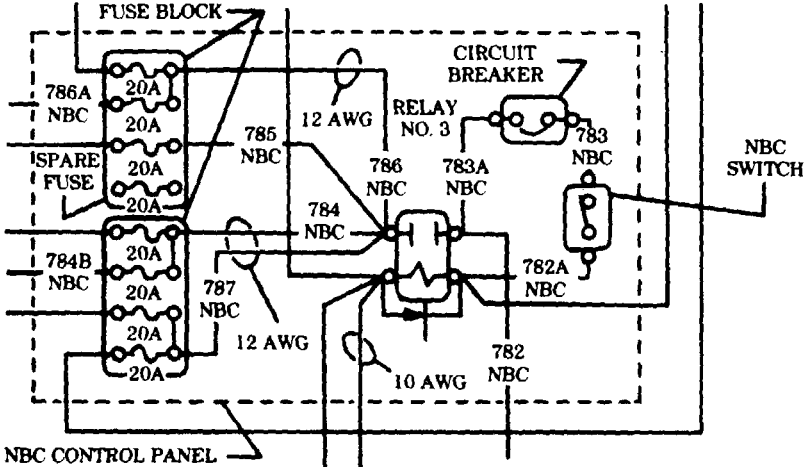 FUSE BLOCK
CIRCUIT
BREAKER
20A
786A
NBC
12 AWG
RELAY
NO. 3
20A
785
NBC
783
NBC
NBC
SWITCH
SPARE
FUSE
20A
786
NBC
783A
NBC
20A
784
NBC
20A
784B
NBC
782A
NBC
20A
787
NBC
20A
12 AWG
782
NBC
20A
10 AWG
NBC CONTROL PANEL